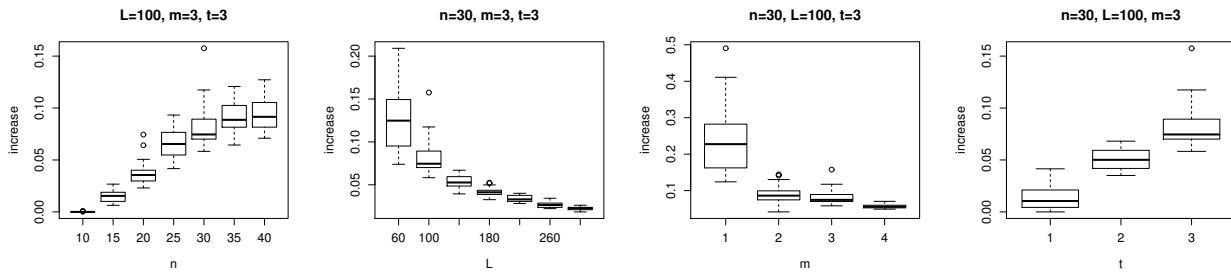 L=100, m=3, t=3
increase
0.00 0.05 0.10 0.15
10 15 20 25 30 35 40
n
n=30, m=3, t=3
increase
0.05 0.10 0.15 0.20
60 100 180 260
L
n=30, L=100, t=3
increase
0.1 0.2 0.3 0.4 0.5
1 2 3 4
m
n=30, L=100, m=3
increase
0.00 0.05 0.10 0.15
1 2 3
t